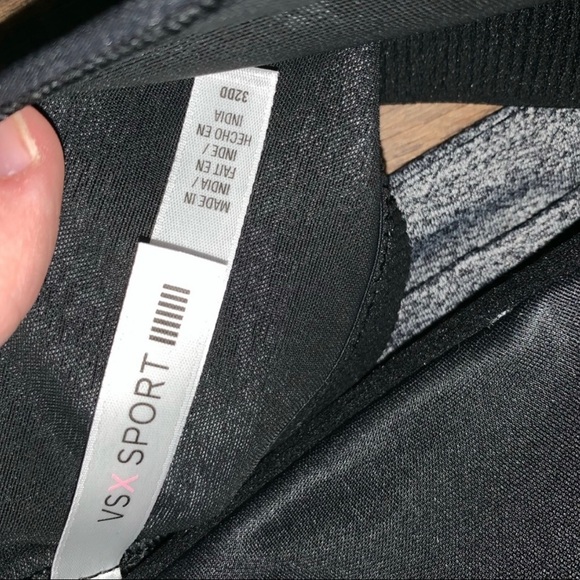 VSX SPORT
MADE IN
INDIA /
FAIT EN
INDE /
HECHO EN
INDIA
32DD